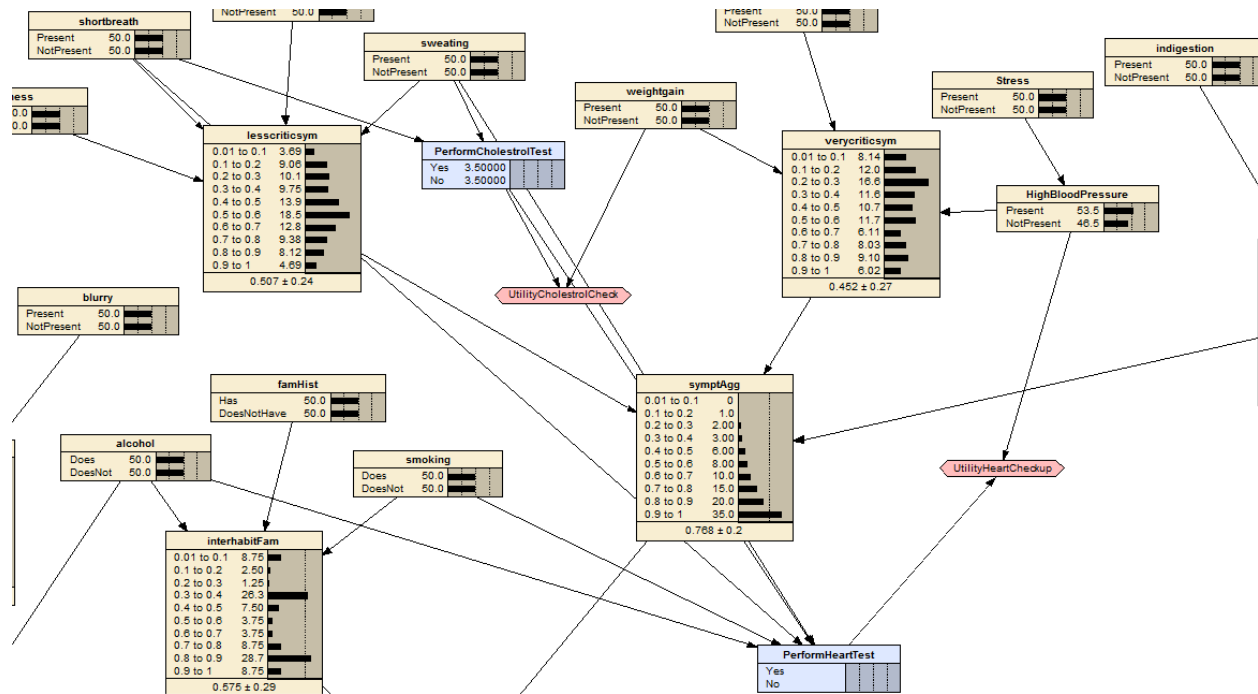 shortbreath
Present 50.0
NotPresent 50.0
NotPresent 50.0
sweating
Present 50.0
NotPresent 50.0
NotPresent 50.0
indigestion
Present 50.0
NotPresent 50.0
Stress
Present 50.0
NotPresent 50.0
weightgain
Present 50.0
NotPresent 50.0
lesscriticsym
0.01 to 0.1 3.69
0.1 to 0.2 9.06
0.2 to 0.3 10.1
0.3 to 0.4 9.75
0.4 to 0.5 13.9
0.5 to 0.6 18.5
0.6 to 0.7 12.8
0.7 to 0.8 9.38
0.8 to 0.9 8.12
0.9 to 1 4.69
0.507 ± 0.24
PerformCholestrolTest
Yes 3.50000
No 3.50000
verycriticsym
0.01 to 0.1 8.14
0.1 to 0.2 12.0
0.2 to 0.3 16.6
0.3 to 0.4 11.6
0.4 to 0.5 10.7
0.5 to 0.6 11.7
0.6 to 0.7 6.11
0.7 to 0.8 8.03
0.8 to 0.9 9.10
0.9 to 1 6.02
0.452 ± 0.27
HighBloodPressure
Present 53.5
NotPresent 46.5
UtilityCholestrolCheck
blurry
Present 50.0
NotPresent 50.0
famHist
Has 50.0
DoesNotHave 50.0
symptAgg
0.01 to 0.1 0
0.1 to 0.2 1.0
0.2 to 0.3 2.00
0.3 to 0.4 3.00
0.4 to 0.5 6.00
0.5 to 0.6 8.00
0.6 to 0.7 10.0
0.7 to 0.8 15.0
0.8 to 0.9 20.0
0.9 to 1 35.0
0.768 ± 0.2
alcohol
Does 50.0
DoesNot 50.0
smoking
Does 50.0
DoesNot 50.0
UtilityHeartCheckup
interhabitFam
0.01 to 0.1 8.75
0.1 to 0.2 2.50
0.2 to 0.3 1.25
0.3 to 0.4 26.3
0.4 to 0.5 7.50
0.5 to 0.6 3.75
0.6 to 0.7 3.75
0.7 to 0.8 8.75
0.8 to 0.9 28.7
0.9 to 1 8.75
0.575 ± 0.29
PerformHeartTest
Yes
No